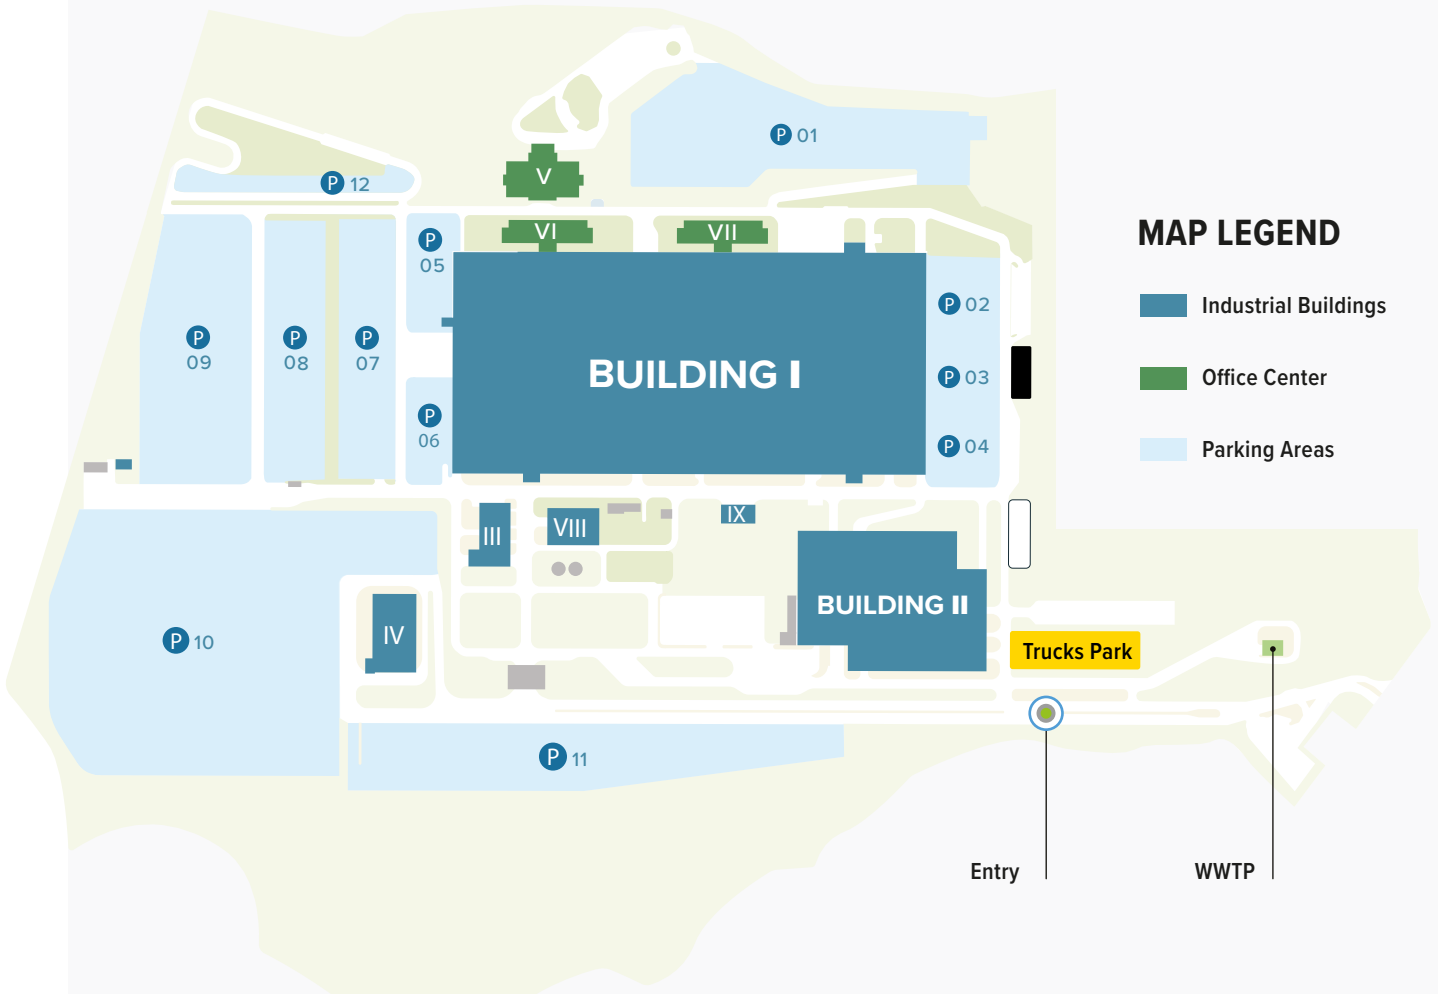 P 01
P 12
V
VI
VII
P
05
P 02
P
09
P
08
P
07
BUILDING I
P 03
P
06
P 04
III
VIII
IX
BUILDING II
IV
P 10
Trucks Park
P 11
Entry
WWTP
MAP LEGEND
Industrial Buildings
Office Center
Parking Areas